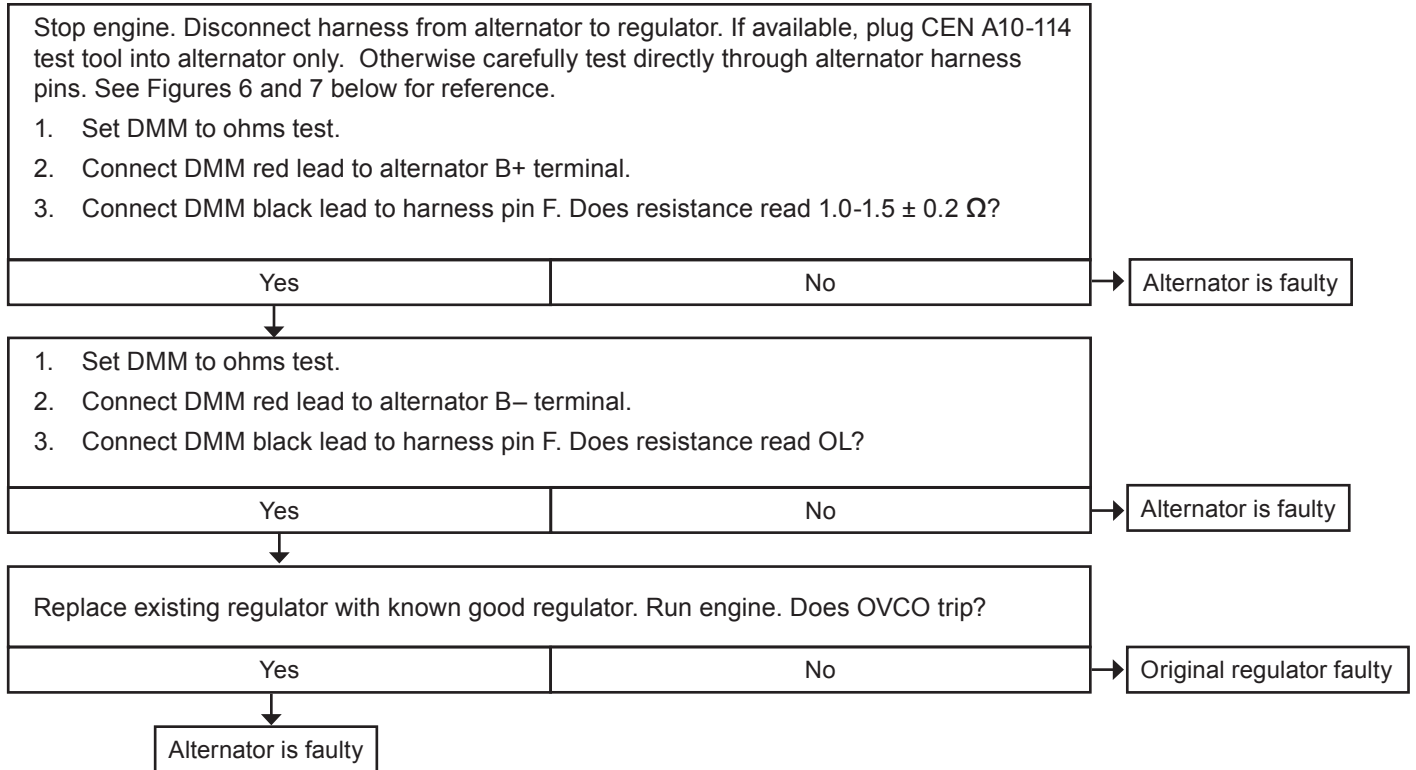 Stop engine. Disconnect harness from alternator to regulator. If available, plug CEN A10-114
test tool into alternator only.  Otherwise carefully test directly through alternator harness
pins. See Figures 6 and 7 below for reference.
1. Set DMM to ohms test.
2. Connect DMM red lead to alternator B+ terminal.
3. Connect DMM black lead to harness pin F. Does resistance read 1.0-1.5 ± 0.2 Ω?
Yes
No
Alternator is faulty
1. Set DMM to ohms test.
2. Connect DMM red lead to alternator B– terminal.
3. Connect DMM black lead to harness pin F. Does resistance read OL?
Yes
No
Alternator is faulty
Replace existing regulator with known good regulator. Run engine. Does OVCO trip?
Yes
No
Original regulator faulty
Alternator is faulty